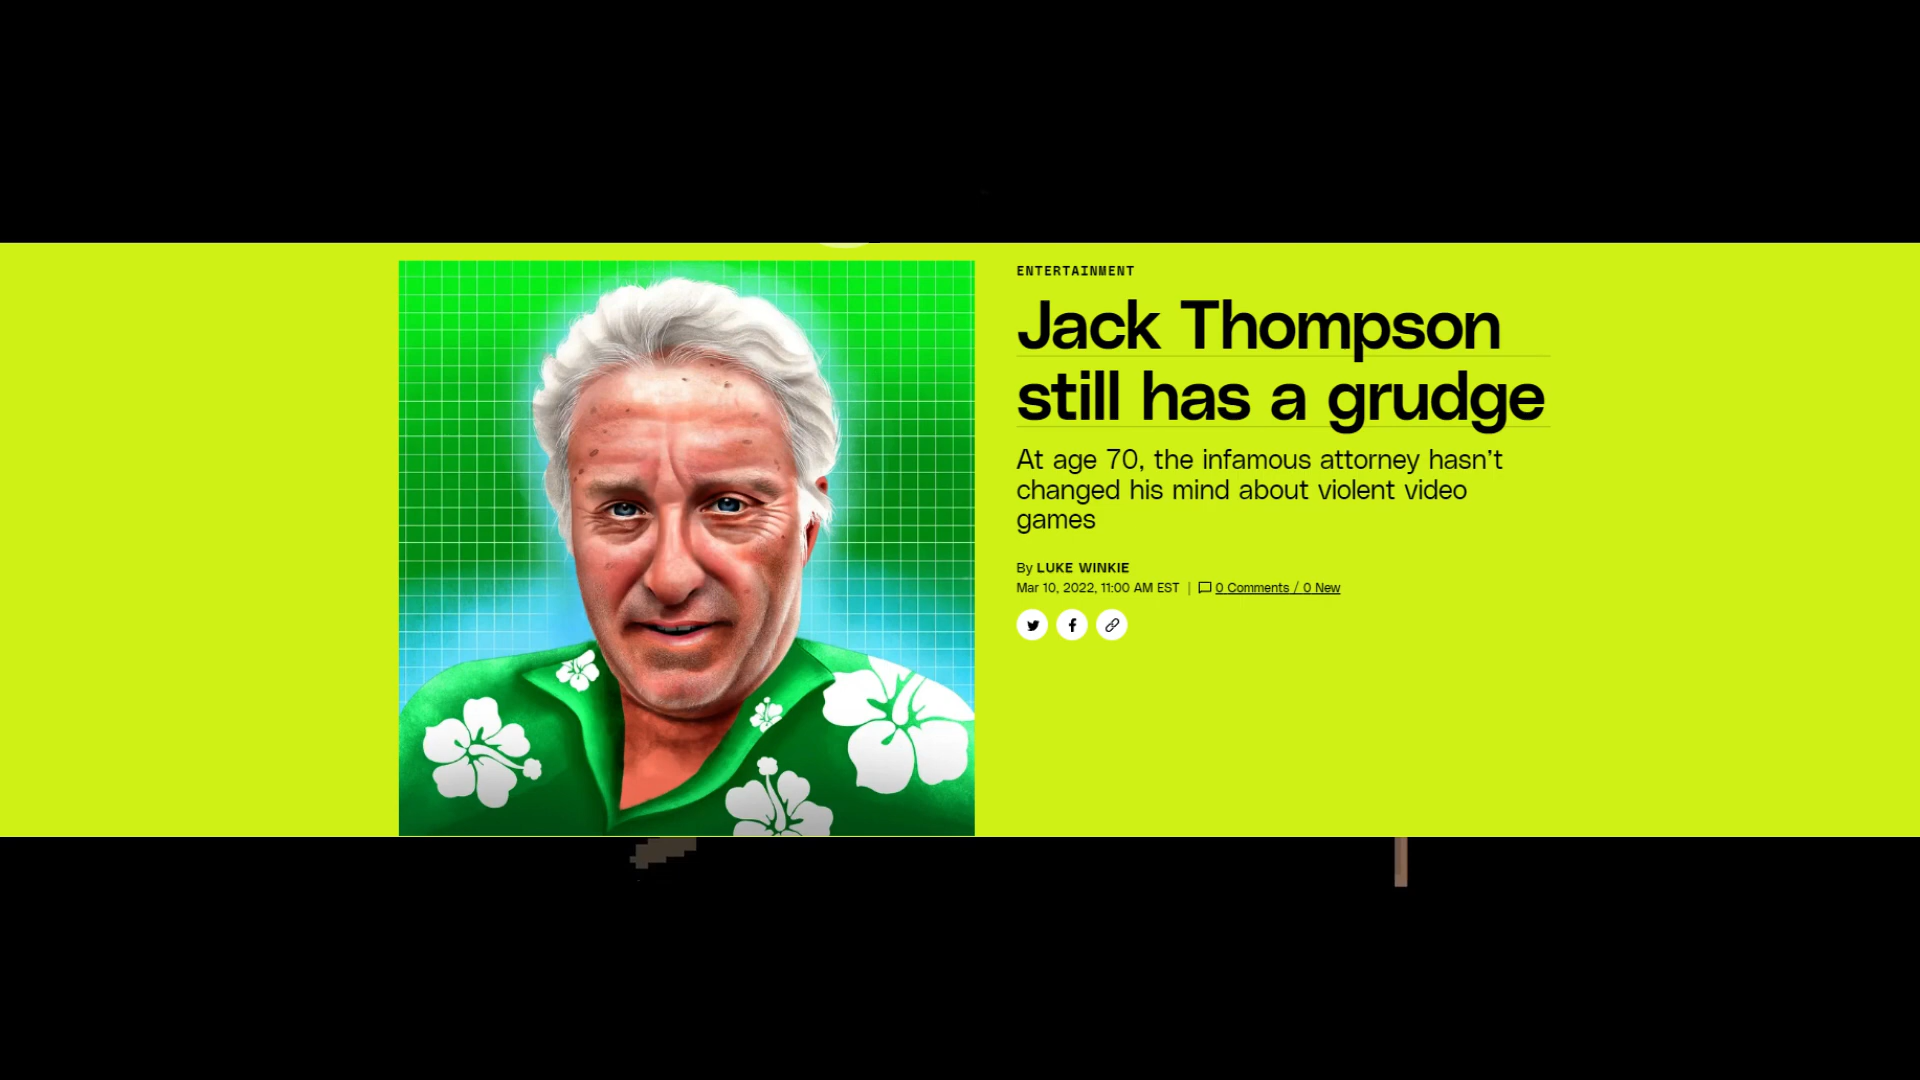 ENTERTAINMENT
Jack Thompson
still has a grudge
At age 70, the infamous attorney hasn’t
changed his mind about violent video
games
By LUKE WINKIE
Mar 10, 2022, 11:00 AM EST | 0 Comments / 0 New